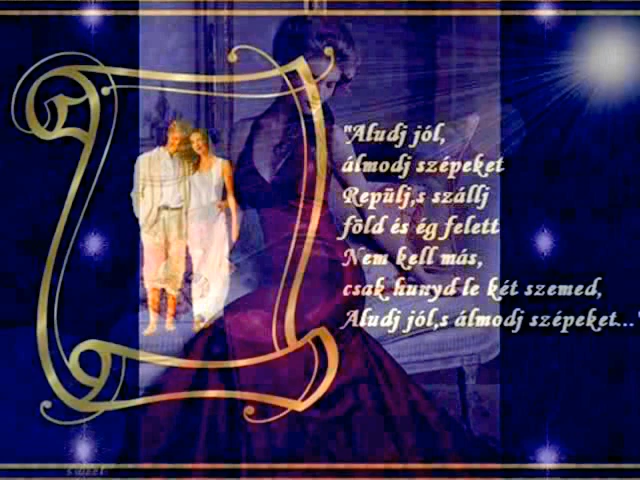 "Aludj jól,
álmodj szépeket
Repülj,s szállj
föld és ég felett
Nem kell más,
csak hunyd le két szemed,
Aludj jól,s álmodj szépeket..."